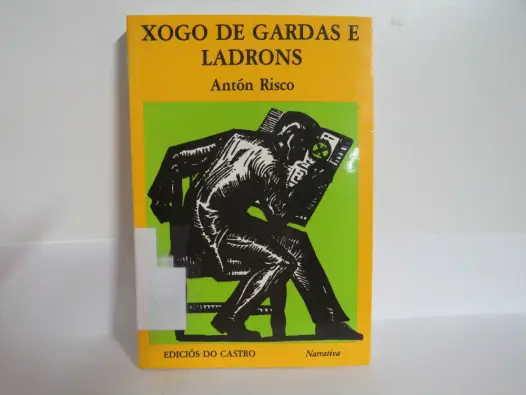 XOGO DE GARDAS E
LADRONS
Antón Risco
EDICIÓS DO CASTRO
Narrativa